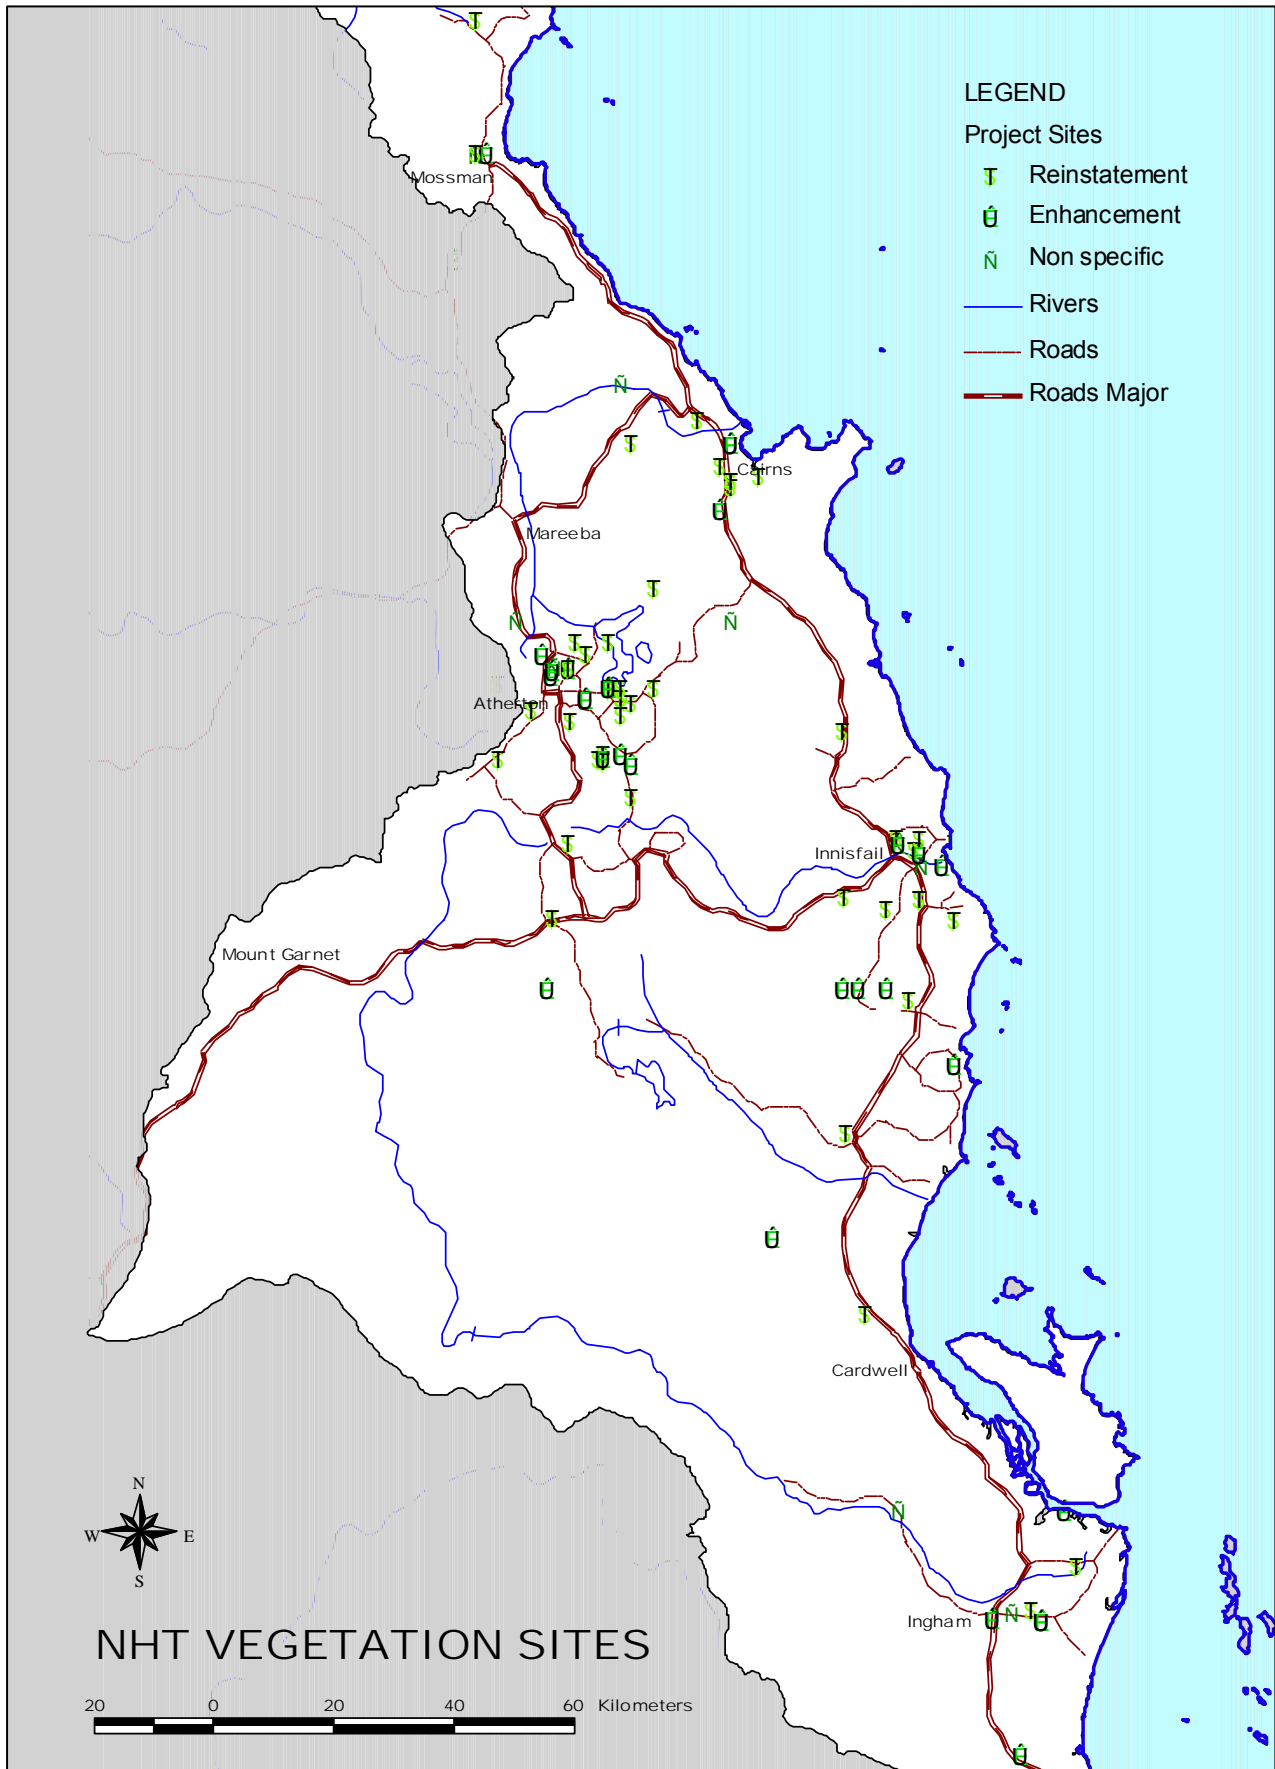 LEGEND
Project Sites
Reinstatement
Enhancement
Ñ Non specific
Rivers
Roads
Roads Major
Mossman
Cairns
Mareeba
Atherton
Innisfail
Mount Garnet
Cardwell
Ingham
N
W E
S
NHT VEGETATION SITES
20 0 20 40 60 Kilometers